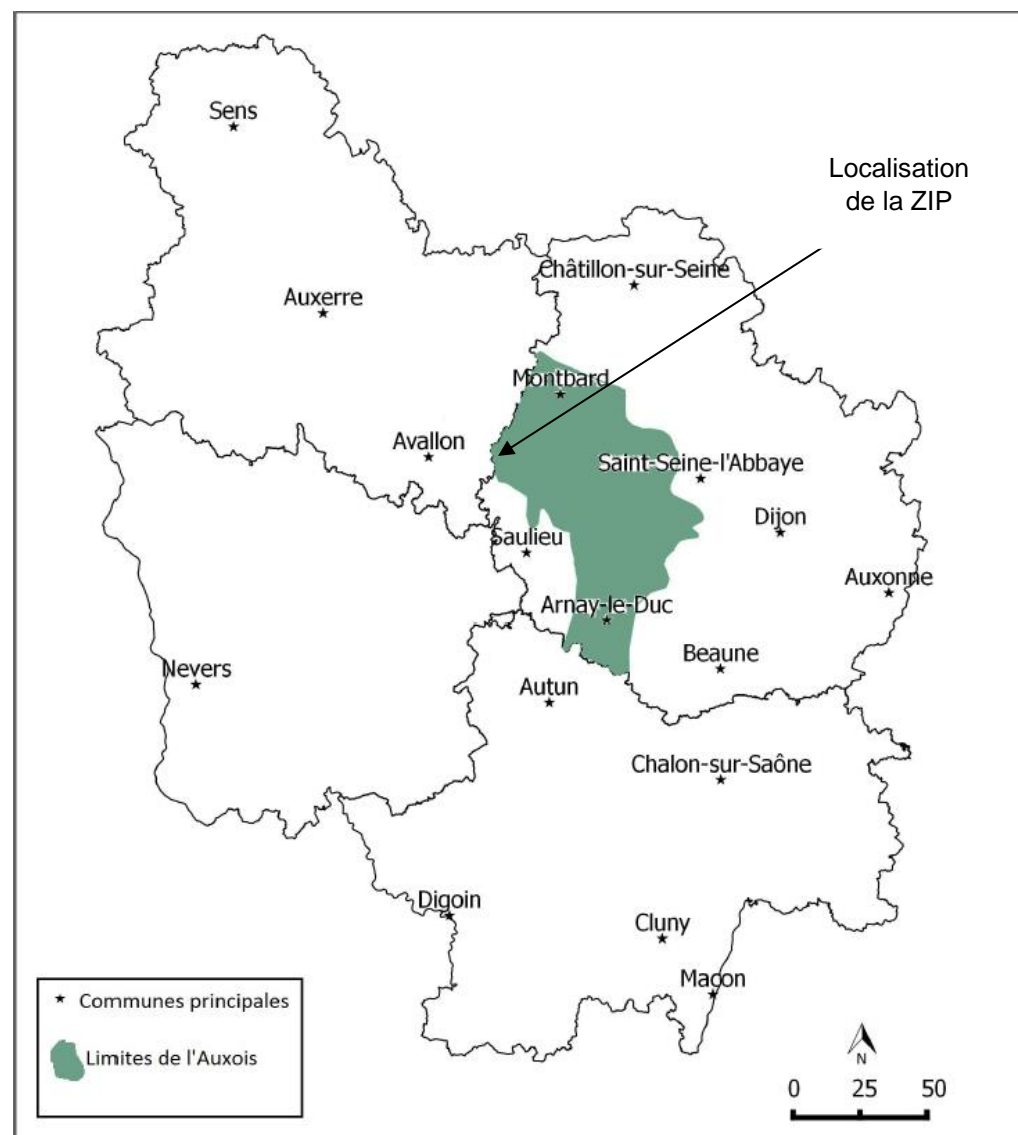 Sens
Localisation
de la ZIP
Châtillon-sur-Seine
Auxerre
Montbard
Avallon
Saint-Seine-l'Abbaye
Dijon
Saulieu
Auxonne
Arnay-le-Duc
Beaune
Nevers
Autun
Chalon-sur-Saône
Digoin
Cluny
Macon
Communes principales
Limites de l'Auxois
N
0 25 50